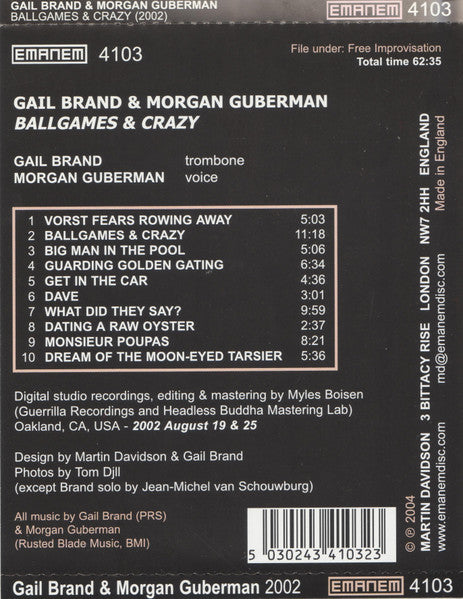 GAIL BRAND & MORGAN GUBERMAN
BALLGAMES & CRAZY (2002)
EMANEM 4103
EMANEM 4103
File under: Free Improvisation
Total time 62:35
GAIL BRAND & MORGAN GUBERMAN
BALLGAMES & CRAZY
GAIL BRAND trombone
MORGAN GUBERMAN voice
1 VORST FEARS ROWING AWAY 5:03
2 BALLGAMES & CRAZY 11:18
3 BIG MAN IN THE POOL 5:06
4 GUARDING GOLDEN GATING 6:34
5 GET IN THE CAR 4:36
6 DAVE 3:01
7 WHAT DID THEY SAY? 9:59
8 DATING A RAW OYSTER 2:37
9 MONSIEUR POUPAS 8:21
10 DREAM OF THE MOON-EYED TARSIER 5:36
Digital studio recordings, editing & mastering by Myles Boisen
(Guerrilla Recordings and Headless Buddha Mastering Lab)
Oakland, CA, USA - 2002 August 19 & 25
Design by Martin Davidson & Gail Brand
Photos by Tom Djll
(except Brand solo by Jean-Michel van Schouwburg)
All music by Gail Brand (PRS)
& Morgan Guberman
(Rusted Blade Music, BMI)
5 030243 410323
© ℗ 2004
MARTIN DAVIDSON 3 BITTACY RISE LONDON NW7 2HH ENGLAND
www.emanemdisc.com md@emanemdisc.com Made in England
Gail Brand & Morgan Guberman 2002 EMANEM 4103